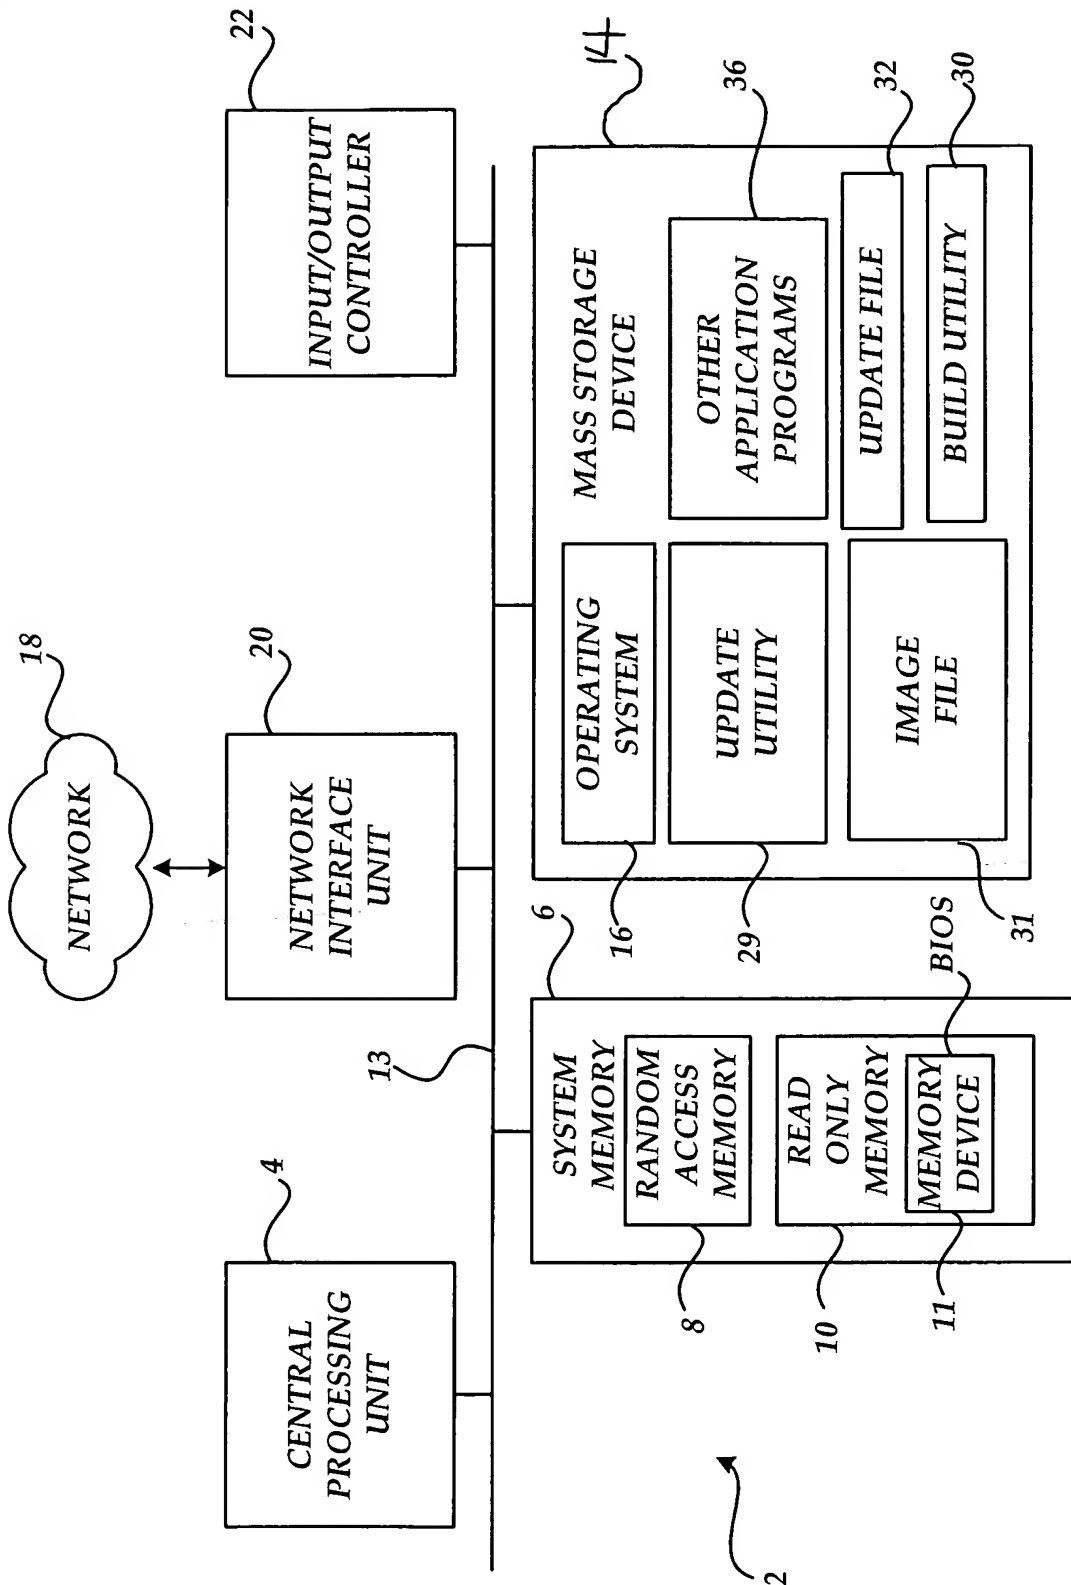 NETWORK
18
CENTRAL
PROCESSING
UNIT
4
NETWORK
INTERFACE
UNIT
20
INPUT/OUTPUT
CONTROLLER
22
13
SYSTEM
MEMORY
6
RANDOM
ACCESS
MEMORY
8
READ
ONLY
MEMORY
10
MEMORY
DEVICE
11
BIOS
MASS STORAGE
DEVICE
14
OPERATING
SYSTEM
16
UPDATE
UTILITY
29
OTHER
APPLICATION
PROGRAMS
36
IMAGE
FILE
31
UPDATE FILE
32
BUILD UTILITY
30
2